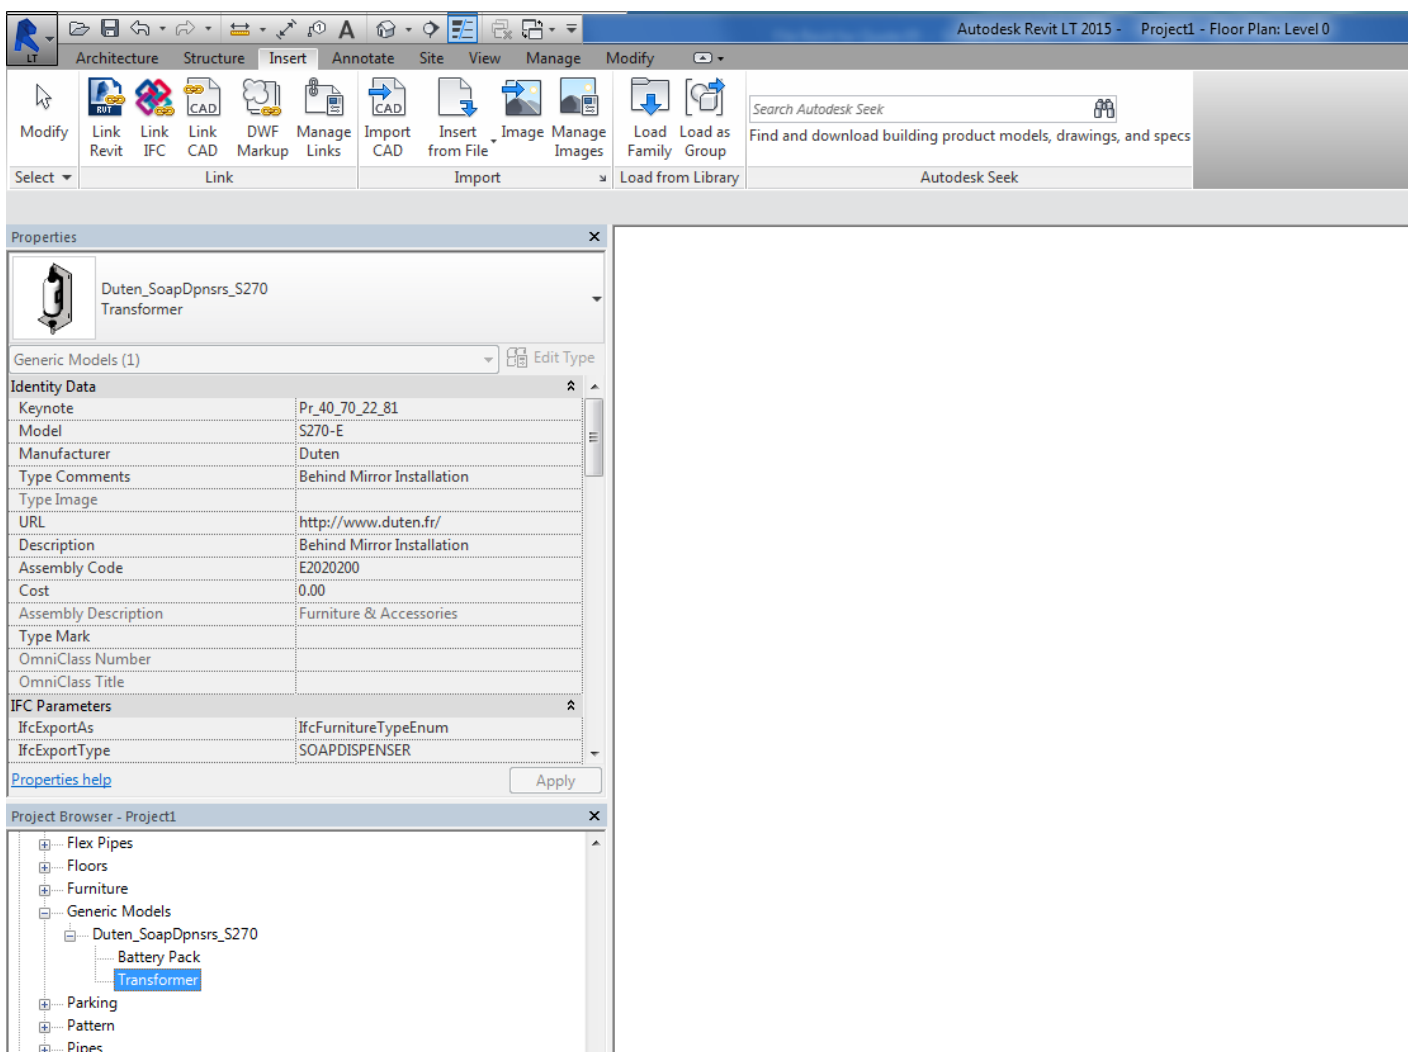 Autodesk Revit LT 2015 - Project1 - Floor Plan: Level 0
LT
Architecture Structure Insert Annotate Site View Manage Modify
Modify
Link Revit
Link IFC
Link CAD
DWF Markup
Manage Links
Import CAD
Insert from File
Image
Manage Images
Load Family
Load as Group
Search Autodesk Seek
Find and download building product models, drawings, and specs
Select
Link
Import
Load from Library
Autodesk Seek
Properties
Duten_SoapDpnsrs_S270
Transformer
Generic Models (1)
Edit Type
Identity Data
Keynote Pr_40_70_22_81
Model S270-E
Manufacturer Duten
Type Comments Behind Mirror Installation
Type Image
URL http://www.duten.fr/
Description Behind Mirror Installation
Assembly Code E2020200
Cost 0.00
Assembly Description Furniture & Accessories
Type Mark
OmniClass Number
OmniClass Title
IFC Parameters
IfcExportAs IfcFurnitureTypeEnum
IfcExportType SOAPDISPENSER
Properties help
Apply
Project Browser - Project1
Flex Pipes
Floors
Furniture
Generic Models
Duten_SoapDpnsrs_S270
Battery Pack
Transformer
Parking
Pattern
Pipes